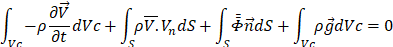 ∫_{Vc} −ρ ∂V⃗/∂t dVc + ∫_S ρV̅. V_n dS + ∫_S Φ̿n⃗dS + ∫_{Vc} ρg⃗dVc = 0